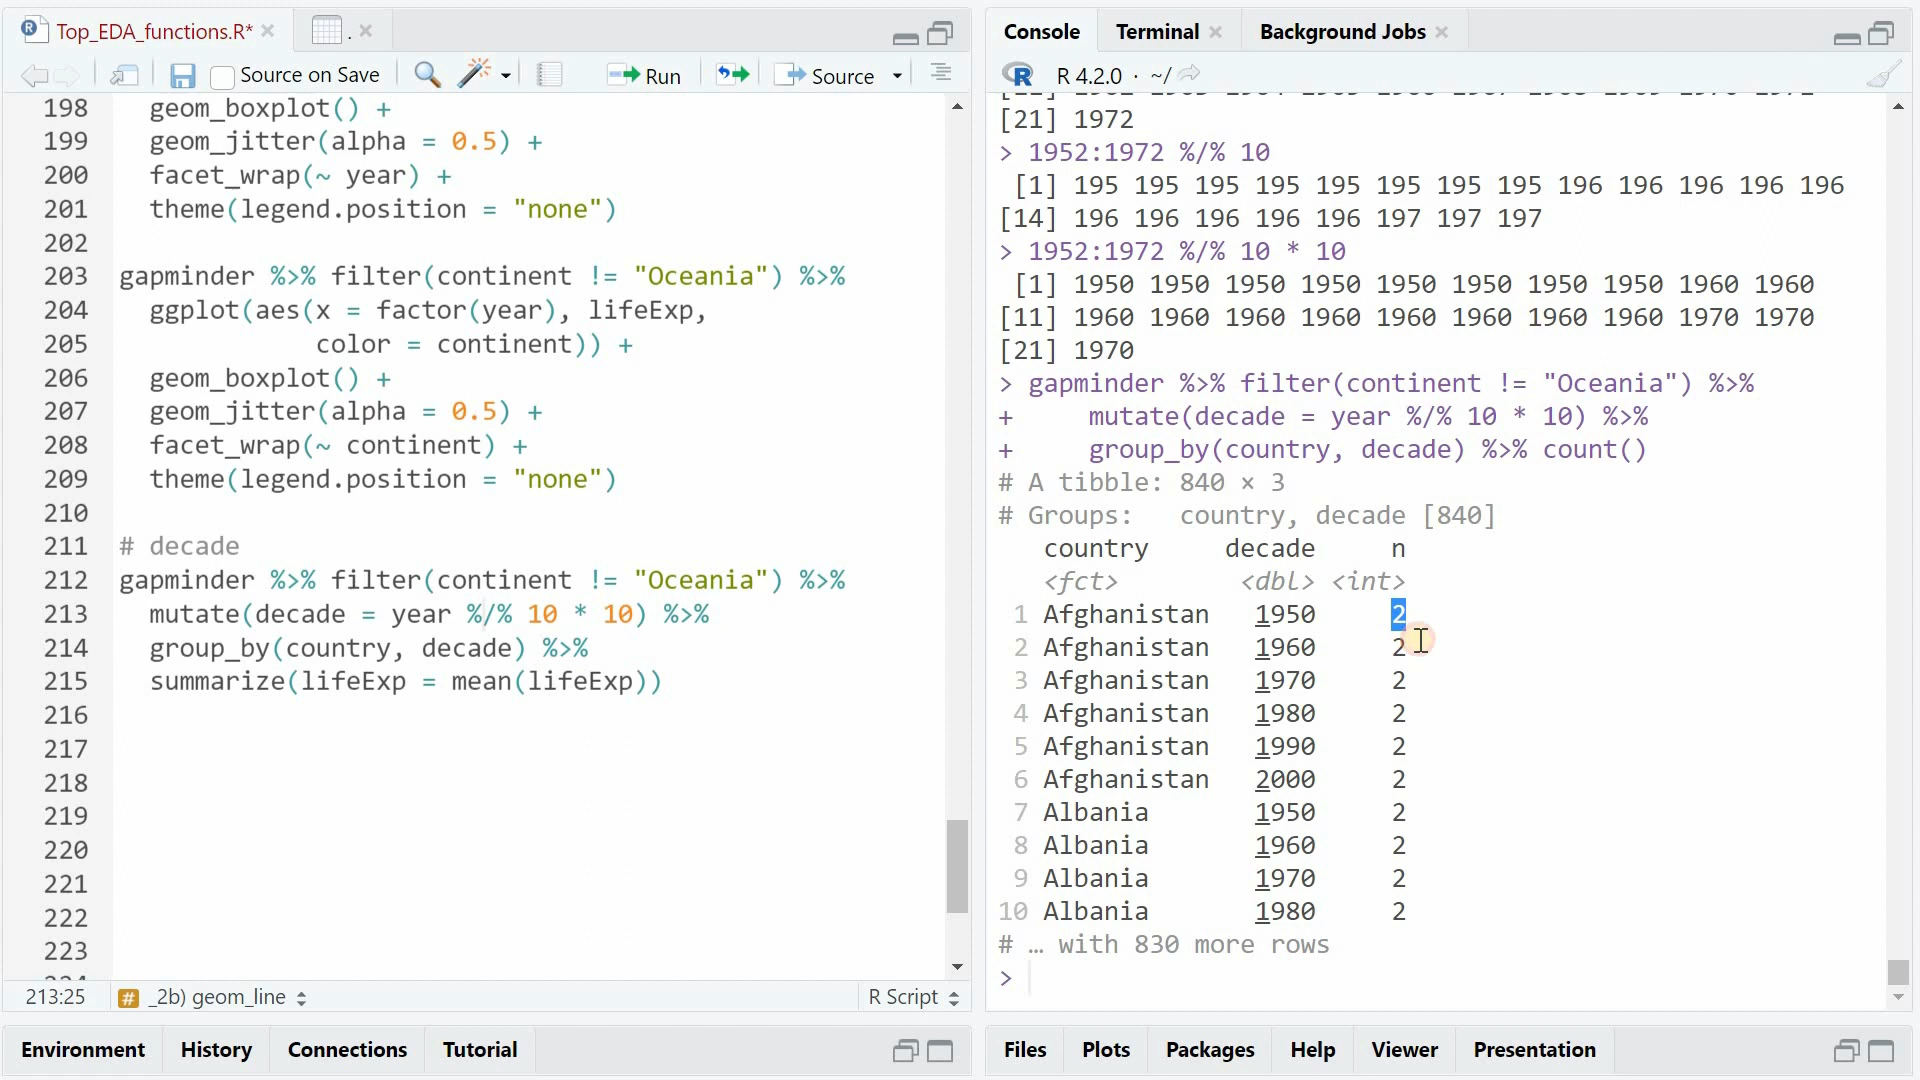 Top_EDA_functions.R*
.
Source on Save
Run
Source
198 geom_boxplot() +
199 geom_jitter(alpha = 0.5) +
200 facet_wrap(~ year) +
201 theme(legend.position = "none")
202
203 gapminder %>% filter(continent != "Oceania") %>%
204 ggplot(aes(x = factor(year), lifeExp,
205 color = continent)) +
206 geom_boxplot() +
207 geom_jitter(alpha = 0.5) +
208 facet_wrap(~ continent) +
209 theme(legend.position = "none")
210
211 # decade
212 gapminder %>% filter(continent != "Oceania") %>%
213 mutate(decade = year %/% 10 * 10) %>%
214 group_by(country, decade) %>%
215 summarize(lifeExp = mean(lifeExp))
216
217
218
219
220
221
222
223
213:25
# _2b) geom_line
R Script
Environment History Connections Tutorial
Console Terminal Background Jobs
R 4.2.0 · ~/
[21] 1972
> 1952:1972 %/% 10
[1] 195 195 195 195 195 195 195 195 196 196 196 196 196
[14] 196 196 196 196 196 197 197 197
> 1952:1972 %/% 10 * 10
[1] 1950 1950 1950 1950 1950 1950 1950 1950 1960 1960
[11] 1960 1960 1960 1960 1960 1960 1960 1960 1970 1970
[21] 1970
> gapminder %>% filter(continent != "Oceania") %>%
+ mutate(decade = year %/% 10 * 10) %>%
+ group_by(country, decade) %>% count()
# A tibble: 840 × 3
# Groups: country, decade [840]
country decade n
<fct> <dbl> <int>
1 Afghanistan 1950 2
2 Afghanistan 1960 2
3 Afghanistan 1970 2
4 Afghanistan 1980 2
5 Afghanistan 1990 2
6 Afghanistan 2000 2
7 Albania 1950 2
8 Albania 1960 2
9 Albania 1970 2
10 Albania 1980 2
# … with 830 more rows
>
Files Plots Packages Help Viewer Presentation